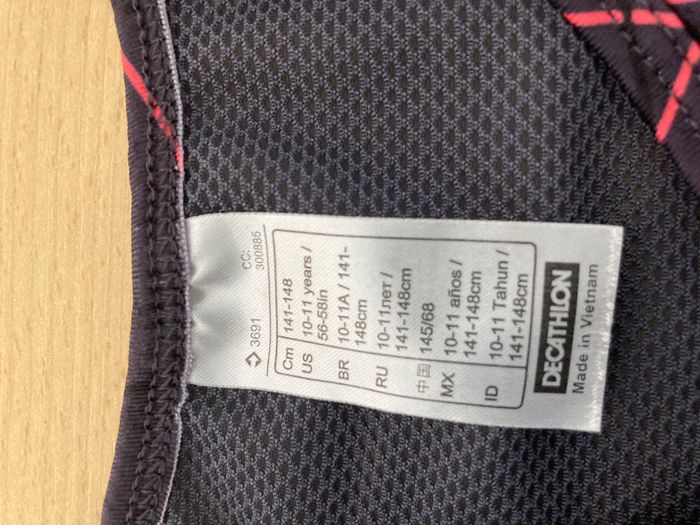 3691 CC:
300885
Cm 141-148
US 10-11 years /
56-58in
BR 10-11A / 141-
148cm
RU 10-11лет /
141-148cm
中国 145/68
MX 10-11 años /
141-148cm
ID 10-11 Tahun /
141-148cm
DECATHLON
Made in Vietnam